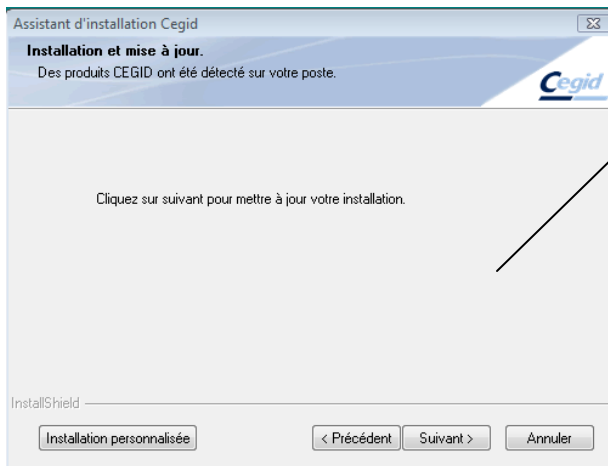 Assistant d'installation Cegid
Installation et mise à jour.
Des produits CEGID ont été détecté sur votre poste.
Cegid
Cliquez sur suivant pour mettre à jour votre installation.
InstallShield
Installation personnalisée
< Précédent
Suivant >
Annuler